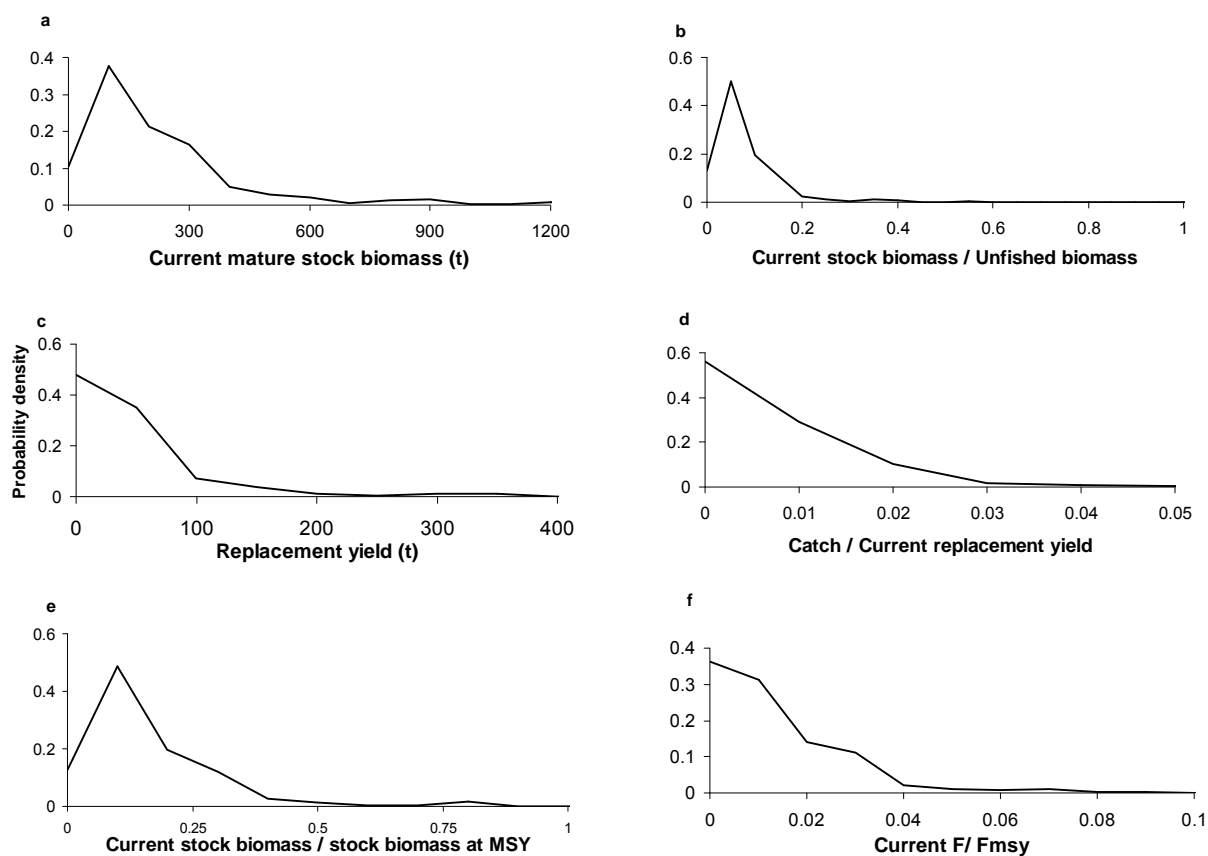 a
0.4
0.3
0.2
0.1
0
0 300 600 900 1200
Current mature stock biomass (t)
b
0.6
0.4
0.2
0
0 0.2 0.4 0.6 0.8 1
Current stock biomass / Unfished biomass
c
Probability density
0.6
0.4
0.2
0
0 100 200 300 400
Replacement yield (t)
d
0.6
0.4
0.2
0
0 0.01 0.02 0.03 0.04 0.05
Catch / Current replacement yield
e
0.6
0.4
0.2
0
0 0.25 0.5 0.75 1
Current stock biomass / stock biomass at MSY
f
0.4
0.3
0.2
0.1
0
0 0.02 0.04 0.06 0.08 0.1
Current F/ Fmsy